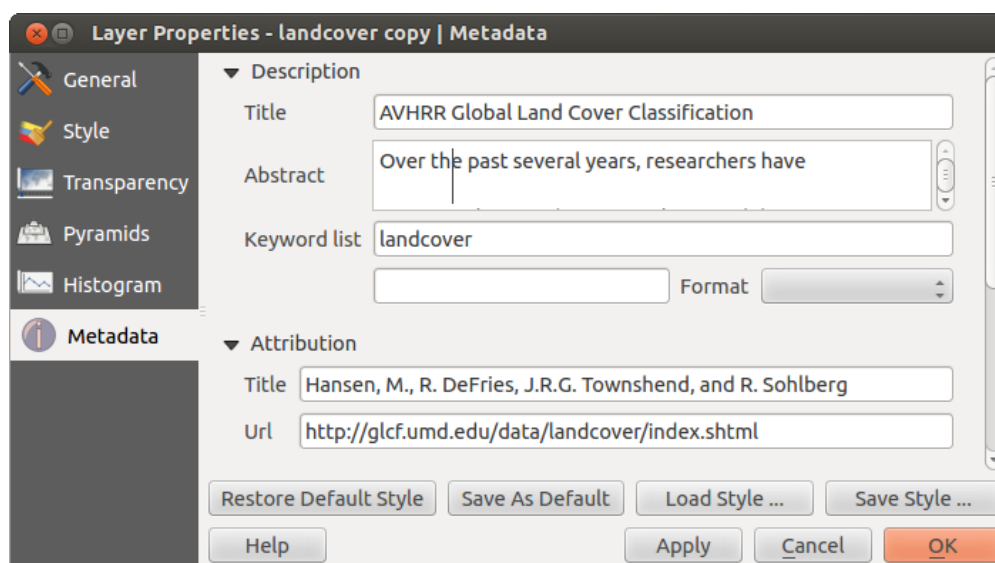 Layer Properties - landcover copy | Metadata
General
Style
Transparency
Pyramids
Histogram
Metadata
Description
Title AVHRR Global Land Cover Classification
Abstract Over the past several years, researchers have
Keyword list landcover
Format
Attribution
Title Hansen, M., R. DeFries, J.R.G. Townshend, and R. Sohlberg
Url http://glcf.umd.edu/data/landcover/index.shtml
Restore Default Style Save As Default Load Style ... Save Style ...
Help Apply Cancel OK